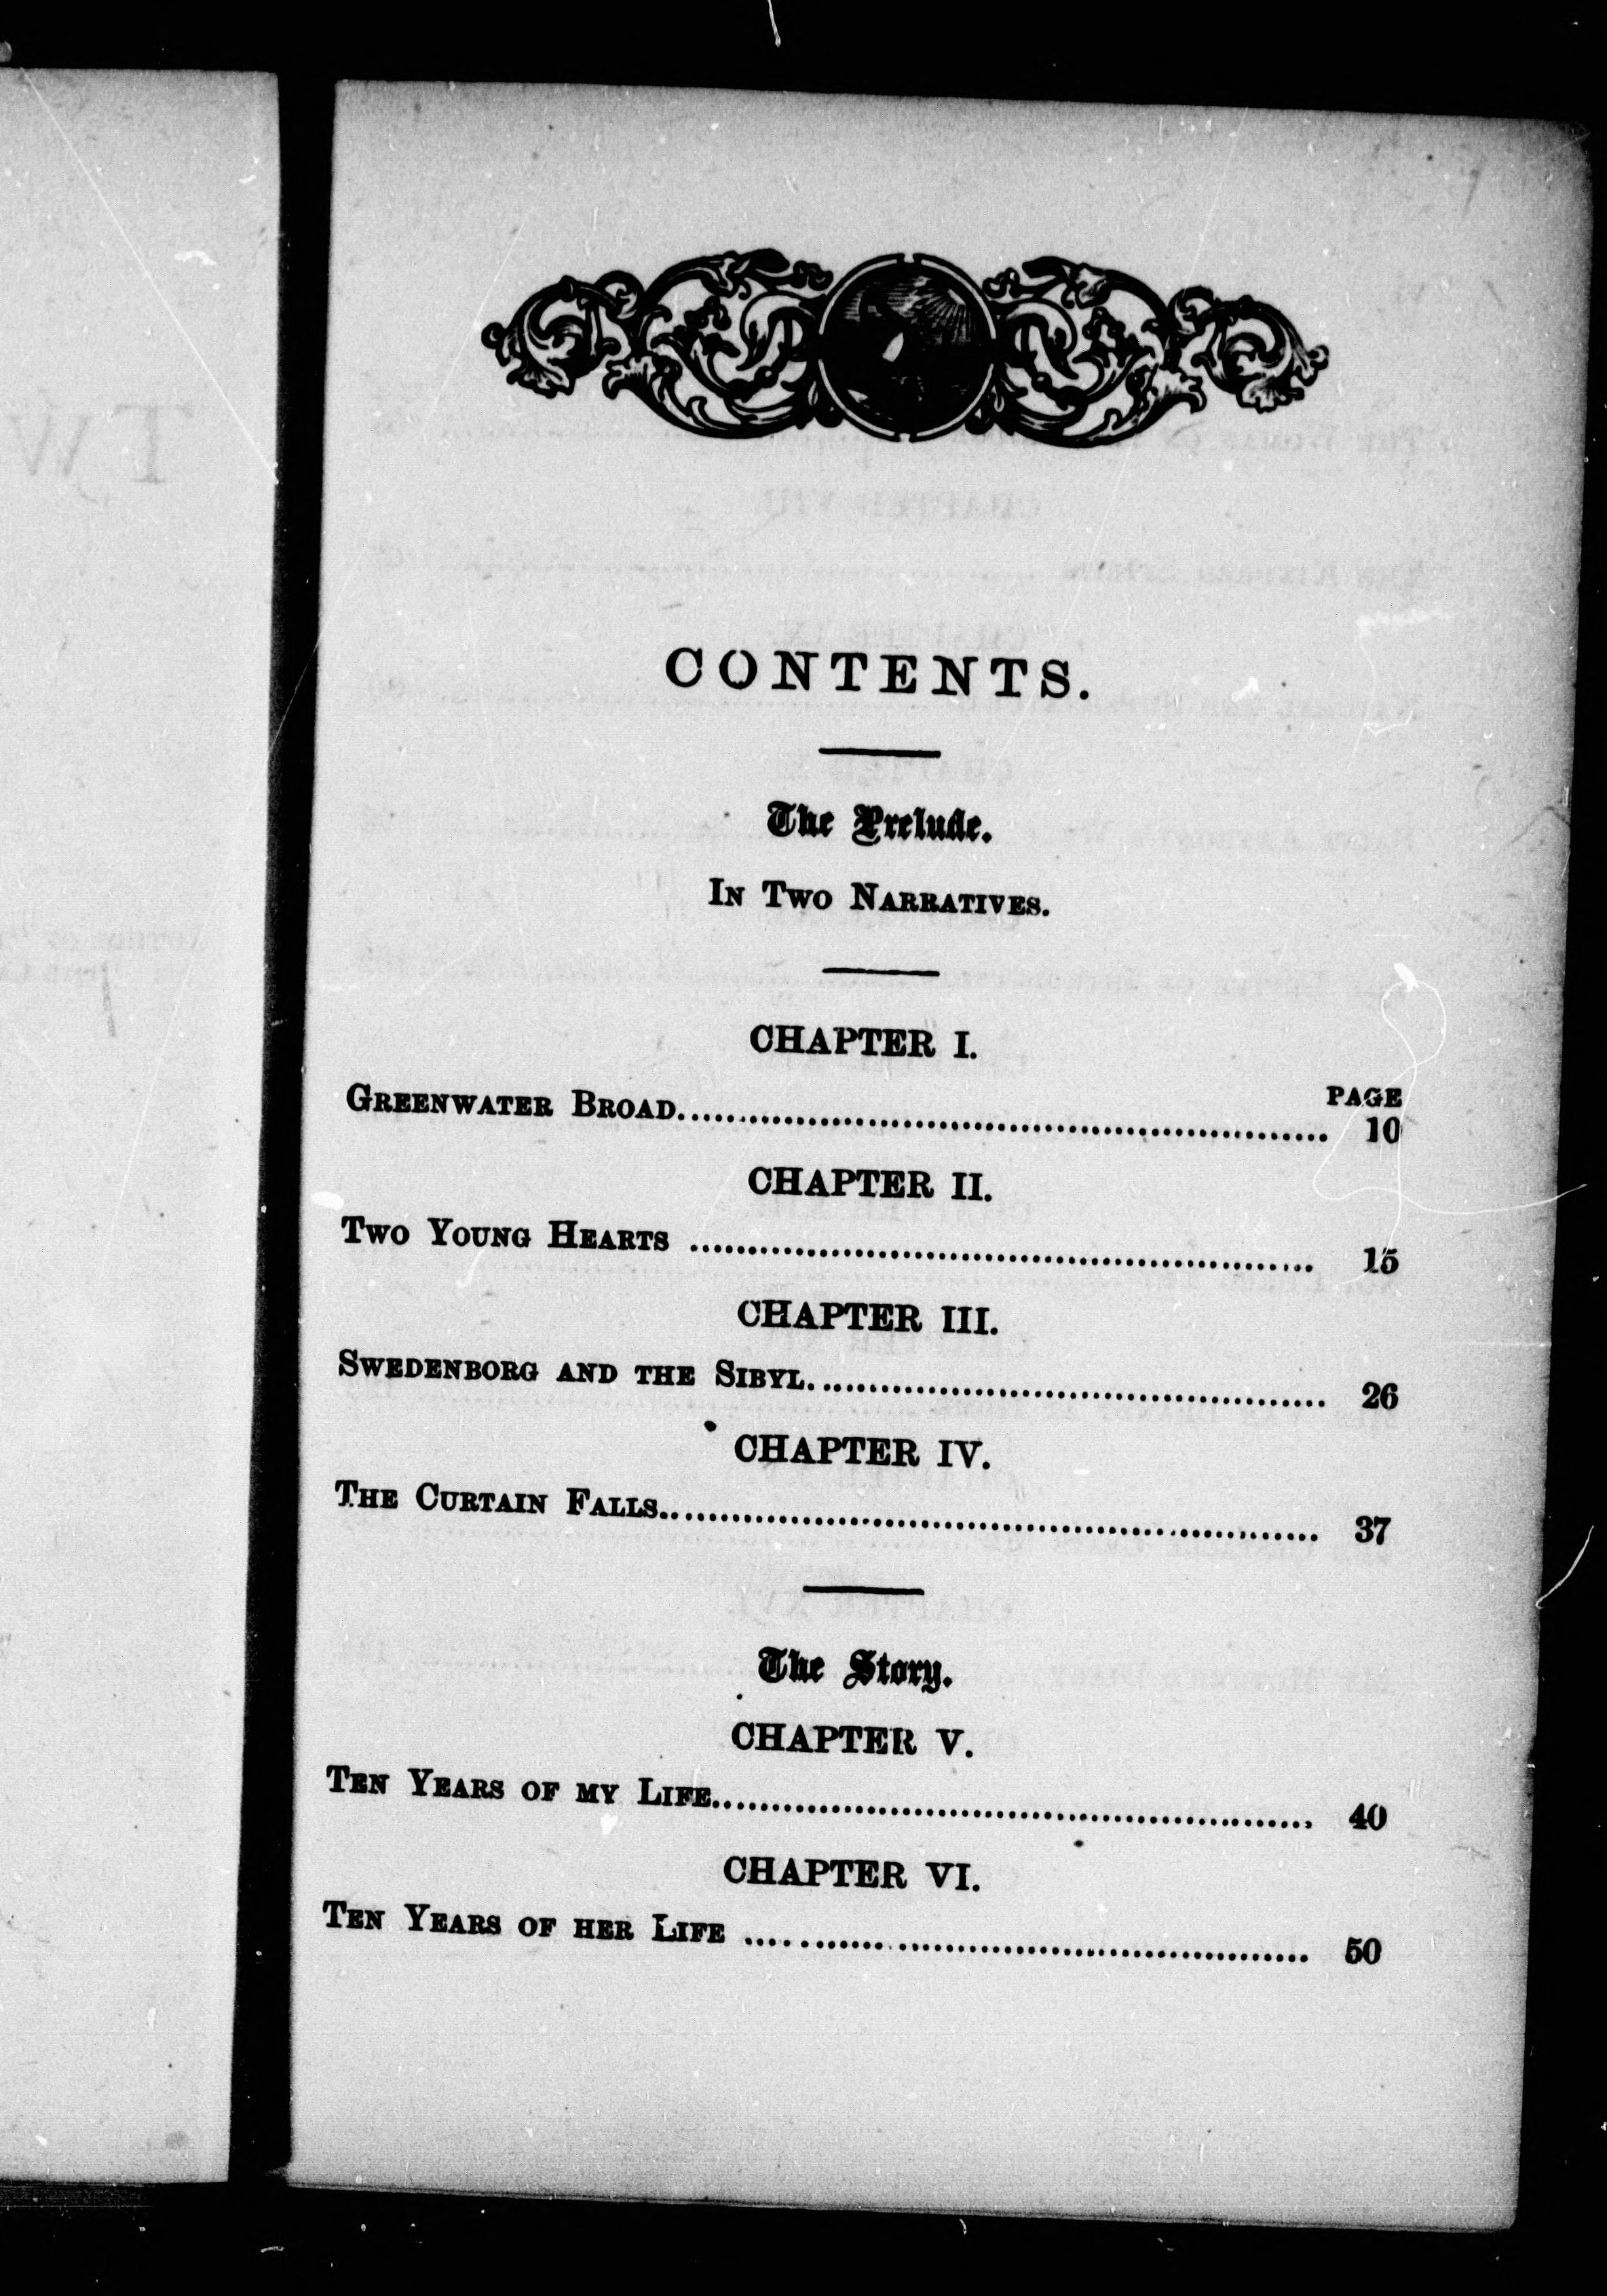 CONTENTS.
The Prelude.
In Two Narratives.
CHAPTER I.
PAGE
Greenwater Broad........................................................ 10
CHAPTER II.
Two Young Hearts ...................................................... 15
CHAPTER III.
Swedenborg and the Sibyl............................................. 26
CHAPTER IV.
The Curtain Falls......................................................... 37
The Story.
CHAPTER V.
Ten Years of my Life.................................................... 40
CHAPTER VI.
Ten Years of her Life ................................................. 50